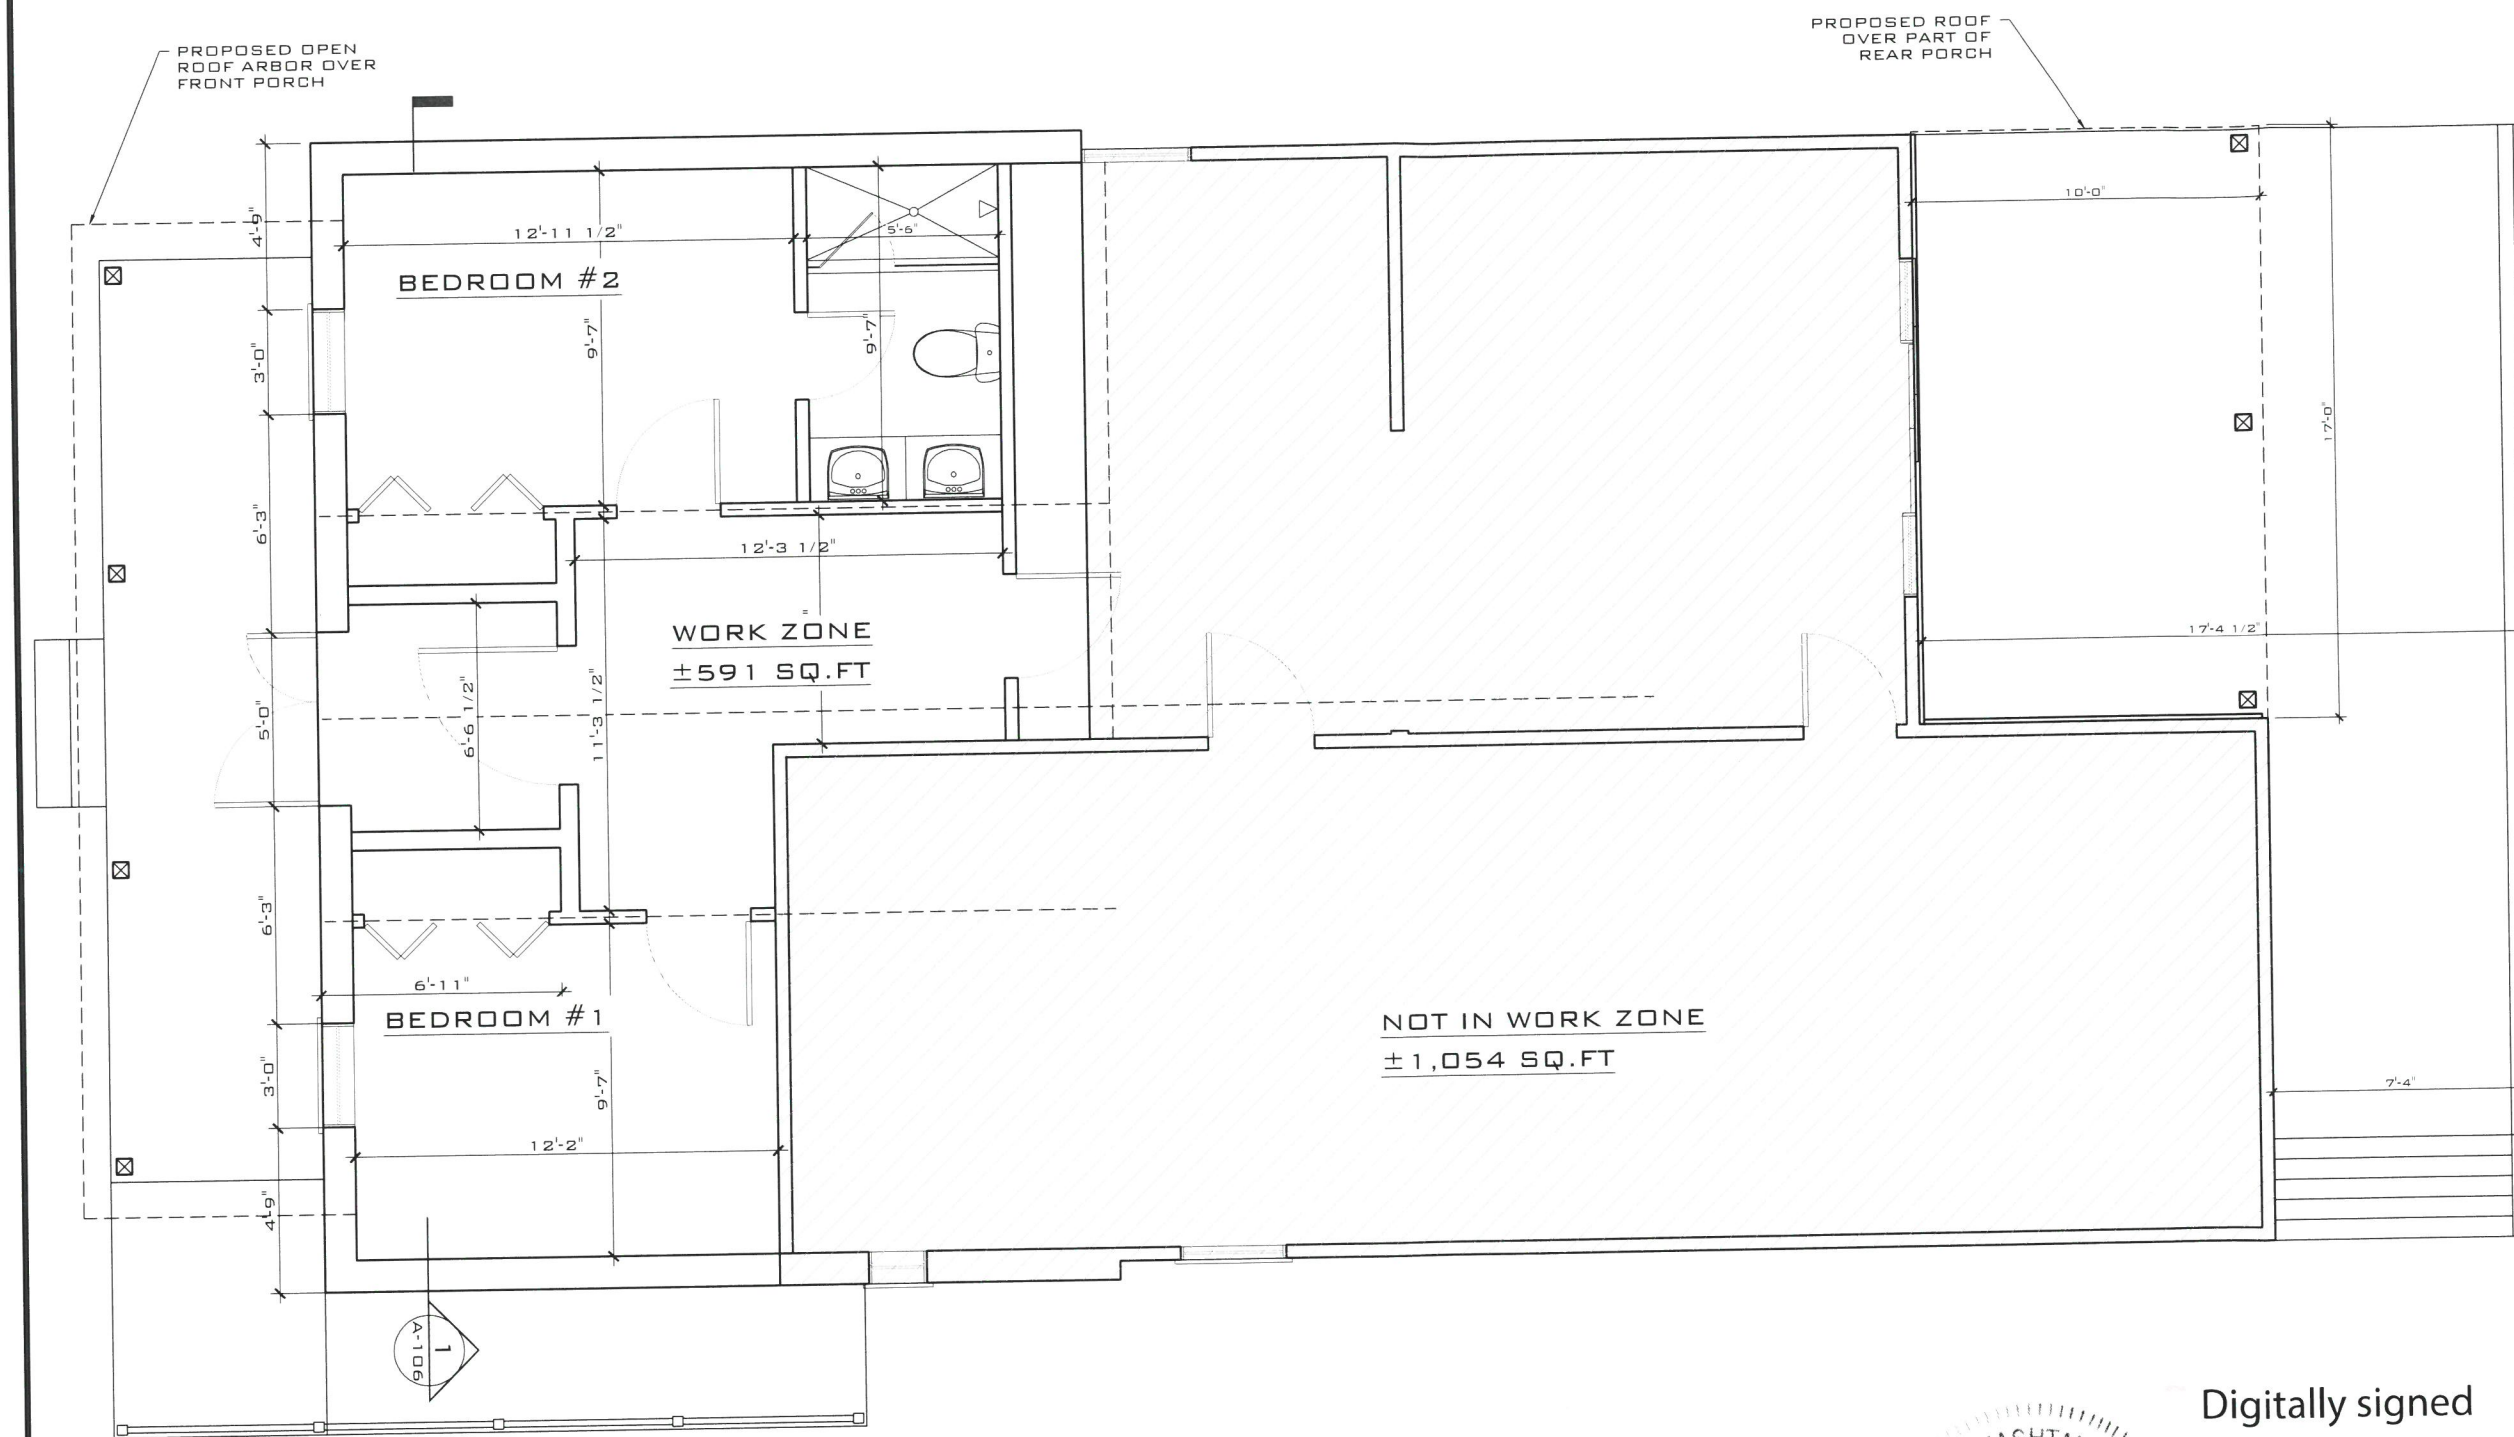 PROPOSED OPEN
ROOF ARBOR OVER
FRONT PORCH
PROPOSED ROOF
OVER PART OF
REAR PORCH
4'-9"
3'-0"
6'-3"
5'-0"
6'-3"
3'-0"
4'-9"
12'-11 1/2"
5'-6"
BEDROOM #2
9'-7"
9'-7"
12'-3 1/2"
WORK ZONE
±591 SQ.FT
6'-6 1/2"
11'-3 1/2"
10'-0"
17'-0"
17'-4 1/2"
6'-11"
BEDROOM #1
9'-7"
12'-2"
NOT IN WORK ZONE
±1,054 SQ.FT
7'-4"
1
A-106
Digitally signed